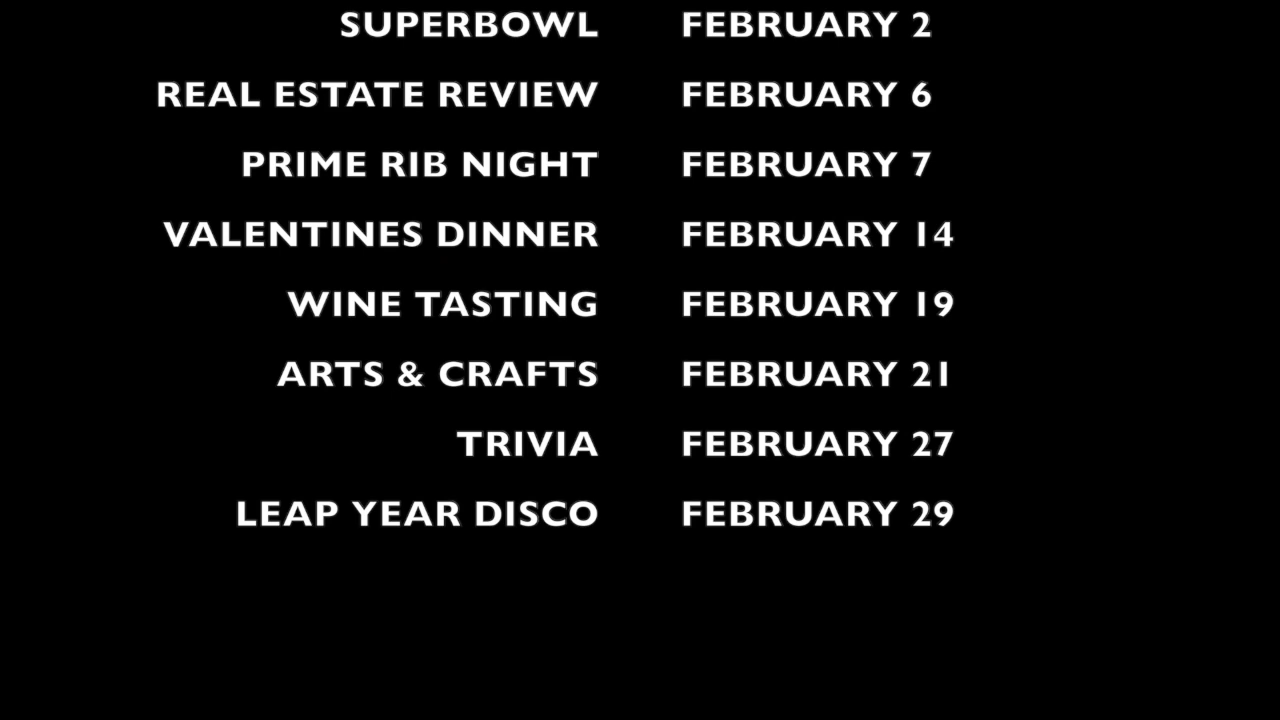 SUPERBOWL FEBRUARY 2
REAL ESTATE REVIEW FEBRUARY 6
PRIME RIB NIGHT FEBRUARY 7
VALENTINES DINNER FEBRUARY 14
WINE TASTING FEBRUARY 19
ARTS & CRAFTS FEBRUARY 21
TRIVIA FEBRUARY 27
LEAP YEAR DISCO FEBRUARY 29